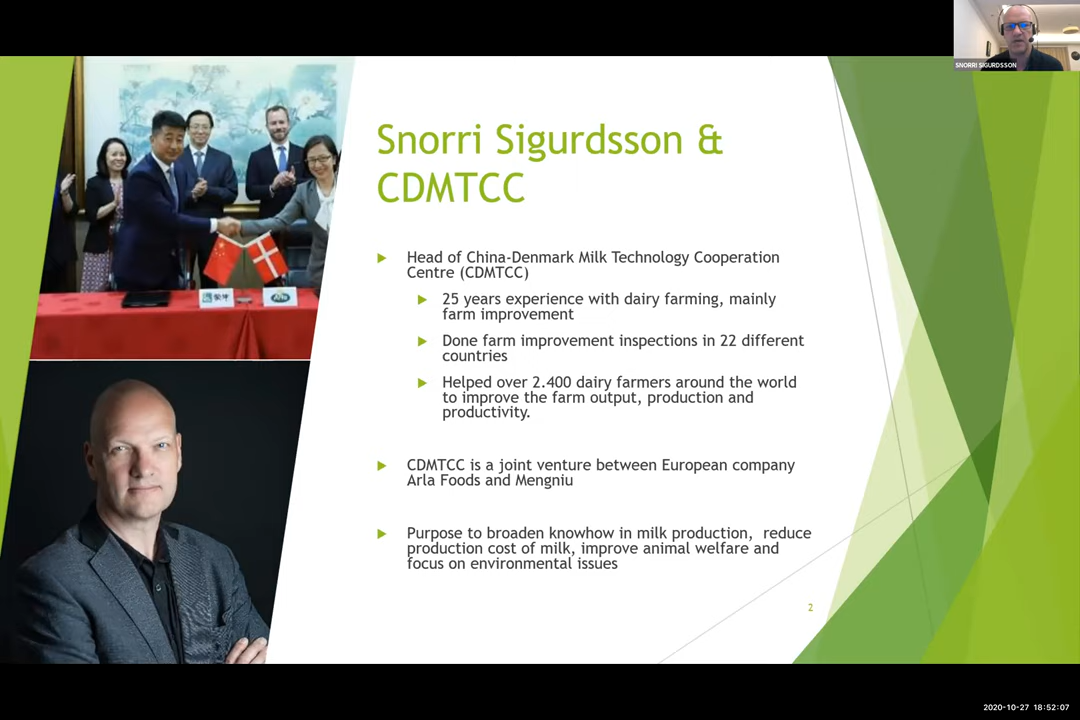 SNORRI SIGURDSSON
Snorri Sigurdsson &
CDMTCC
Head of China-Denmark Milk Technology Cooperation
Centre (CDMTCC)
25 years experience with dairy farming, mainly
farm improvement
Done farm improvement inspections in 22 different
countries
Helped over 2.400 dairy farmers around the world
to improve the farm output, production and
productivity.
CDMTCC is a joint venture between European company
Arla Foods and Mengniu
Purpose to broaden knowhow in milk production,  reduce
production cost of milk, improve animal welfare and
focus on environmental issues
2
Arla
2020-10-27 18:52:07